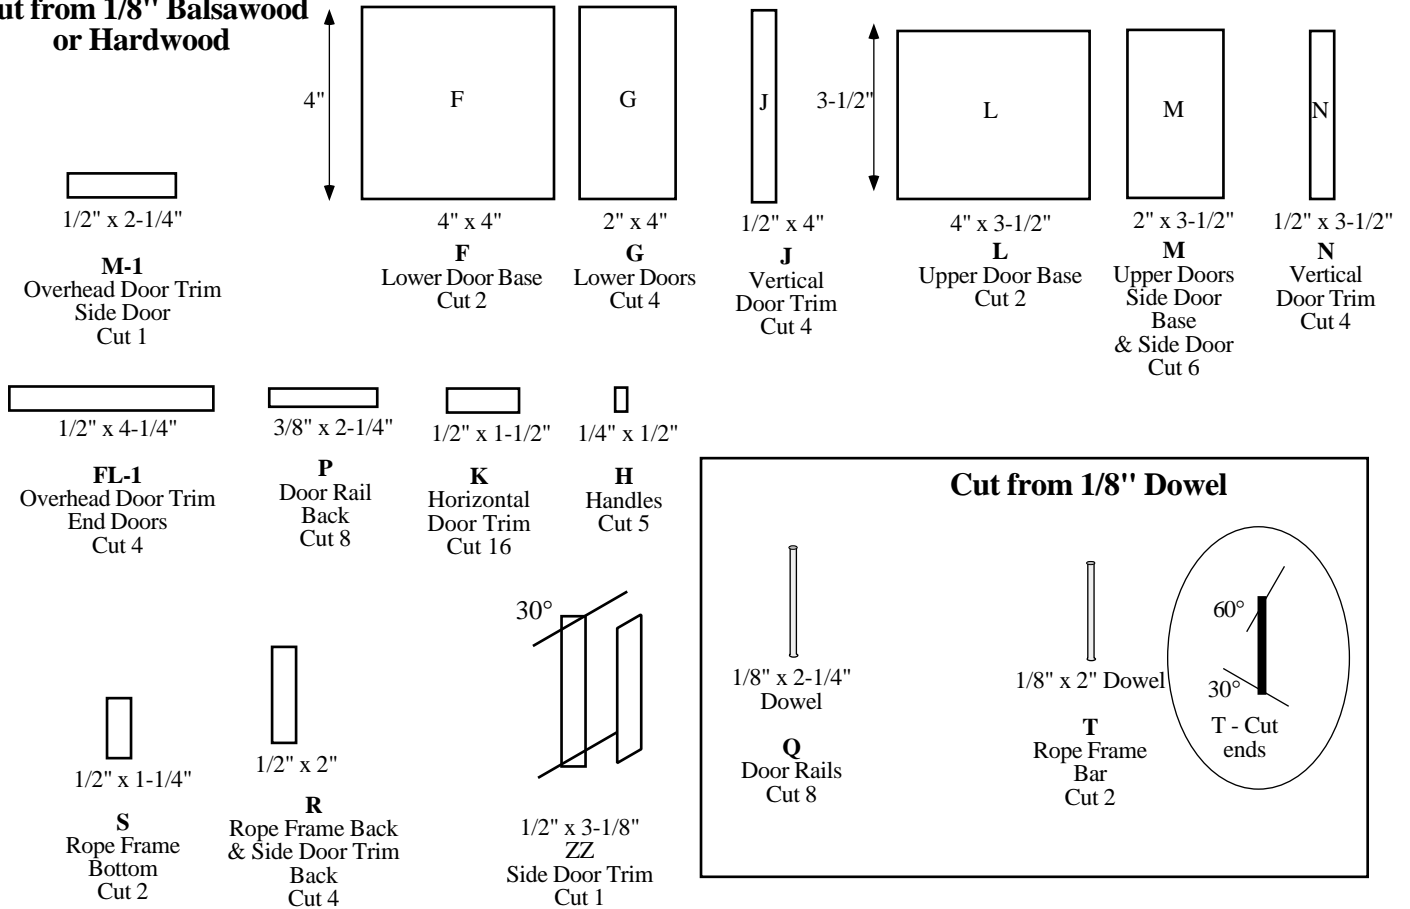 ut from 1/8" Balsawood
or Hardwood
4"
F
G
J
3-1/2"
L
M
N
1/2" x 2-1/4"
M-1
Overhead Door Trim
Side Door
Cut 1
4" x 4"
F
Lower Door Base
Cut 2
2" x 4"
G
Lower Doors
Cut 4
1/2" x 4"
J
Vertical
Door Trim
Cut 4
4" x 3-1/2"
L
Upper Door Base
Cut 2
2" x 3-1/2"
M
Upper Doors
Side Door
Base
& Side Door
Cut 6
1/2" x 3-1/2"
N
Vertical
Door Trim
Cut 4
1/2" x 4-1/4"
FL-1
Overhead Door Trim
End Doors
Cut 4
3/8" x 2-1/4"
P
Door Rail
Back
Cut 8
1/2" x 1-1/2"
K
Horizontal
Door Trim
Cut 16
1/4" x 1/2"
H
Handles
Cut 5
1/2" x 1-1/4"
S
Rope Frame
Bottom
Cut 2
1/2" x 2"
R
Rope Frame Back
& Side Door Trim
Back
Cut 4
30°
1/2" x 3-1/8"
ZZ
Side Door Trim
Cut 1
Cut from 1/8" Dowel
1/8" x 2-1/4"
Dowel
Q
Door Rails
Cut 8
1/8" x 2" Dowel
T
Rope Frame
Bar
Cut 2
60°
30°
T - Cut
ends